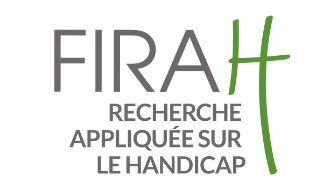 FIRAH
RECHERCHE
APPLIQUÉE SUR
LE HANDICAP